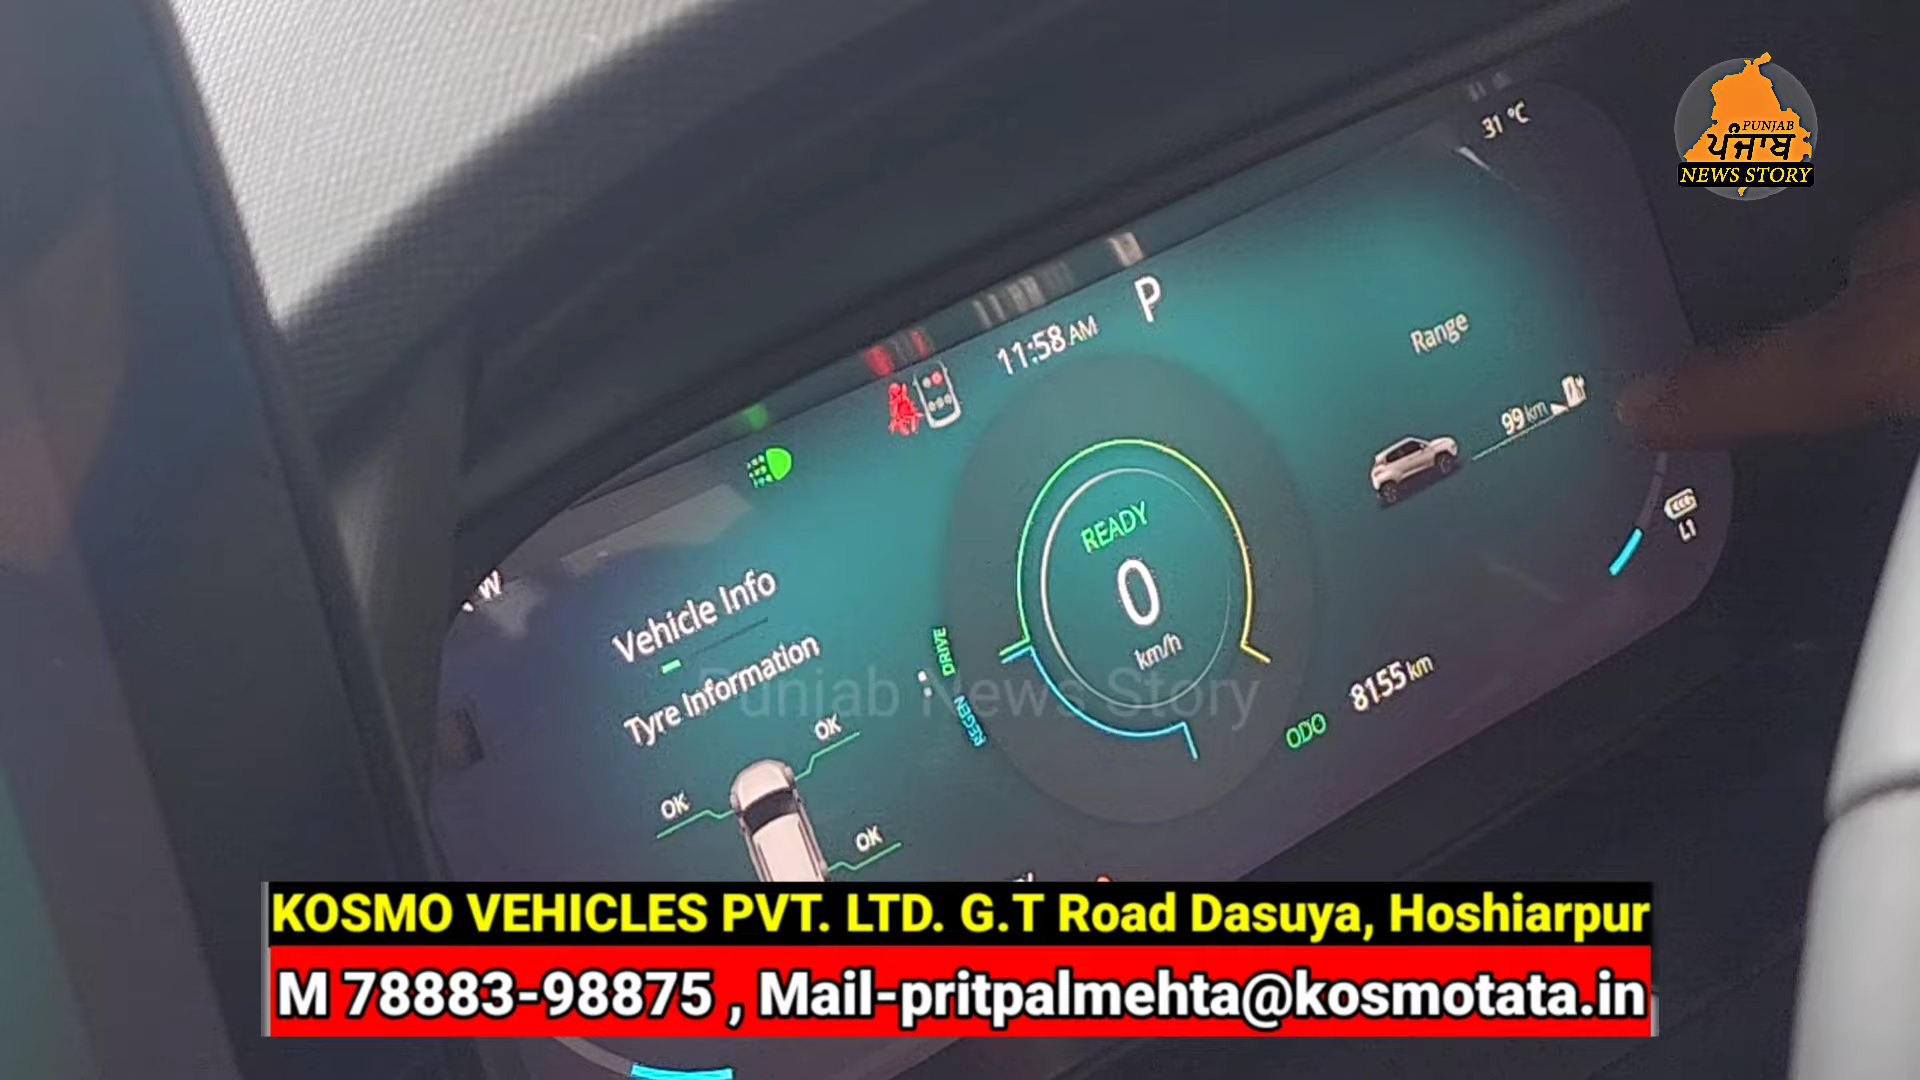 31 °C
PUNJAB
ਪੰਜਾਬ
NEWS STORY
P
11:58 AM
Range
99 km
READY
0
km/h
L1
W
Vehicle Info
Tyre Information
DRIVE
REGEN
Punjab News Story
ODO 8155 km
OK
OK
OK
KOSMO VEHICLES PVT. LTD. G.T Road Dasuya, Hoshiarpur
M 78883-98875 , Mail-pritpalmehta@kosmotata.in